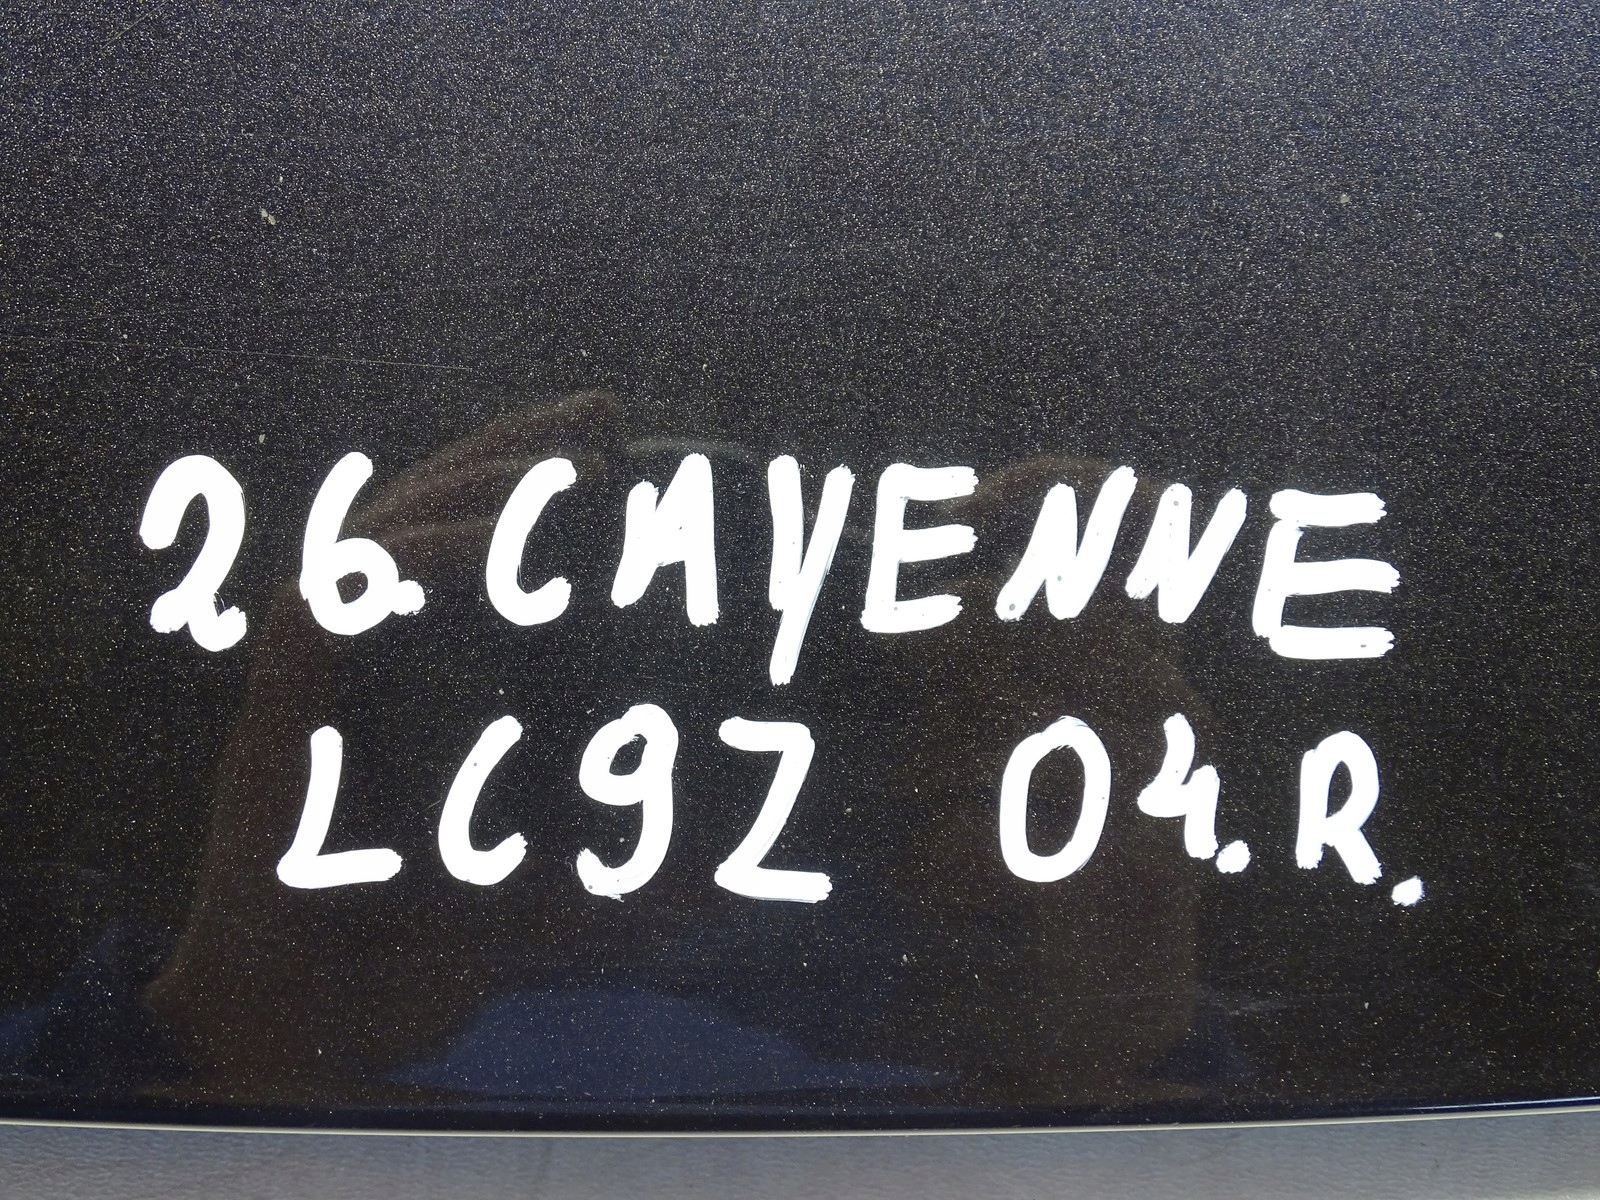 26 CAYENNE
LC9Z 04.R.